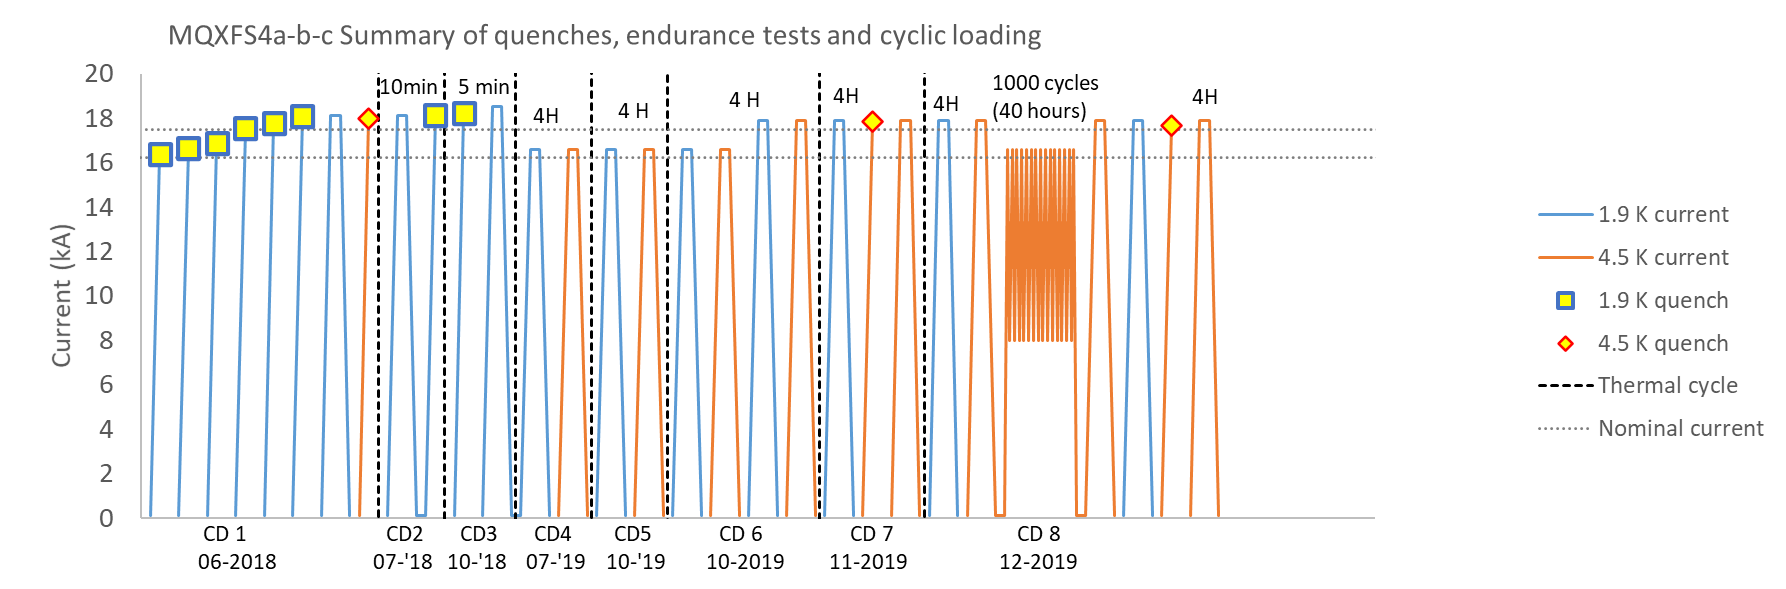 MQXFS4a-b-c Summary of quenches, endurance tests and cyclic loading
20
18
16
14
12
10
8
6
4
2
0
Current (kA)
10min
5 min
4H
4 H
4 H
4H
4H
1000 cycles
(40 hours)
4H
CD 1
06-2018
CD2
07-'18
CD3
10-'18
CD4
07-'19
CD5
10-'19
CD 6
10-2019
CD 7
11-2019
CD 8
12-2019
1.9 K current
4.5 K current
1.9 K quench
4.5 K quench
Thermal cycle
Nominal current